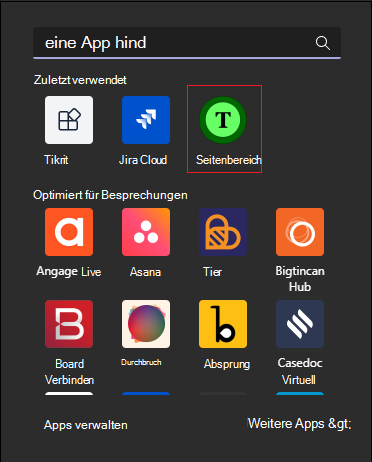 eine App hind
Zuletzt verwendet
T
Tikrit
Jira Cloud
Seitenbereich
Optimiert für Besprechungen
a
Angage Live
Asana
Tier
Bigtincan
Hub
B
b
Board
Verbinden
Durchbruch
Absprung
Casedoc
Virtuell
Apps verwalten
Weitere Apps &gt;